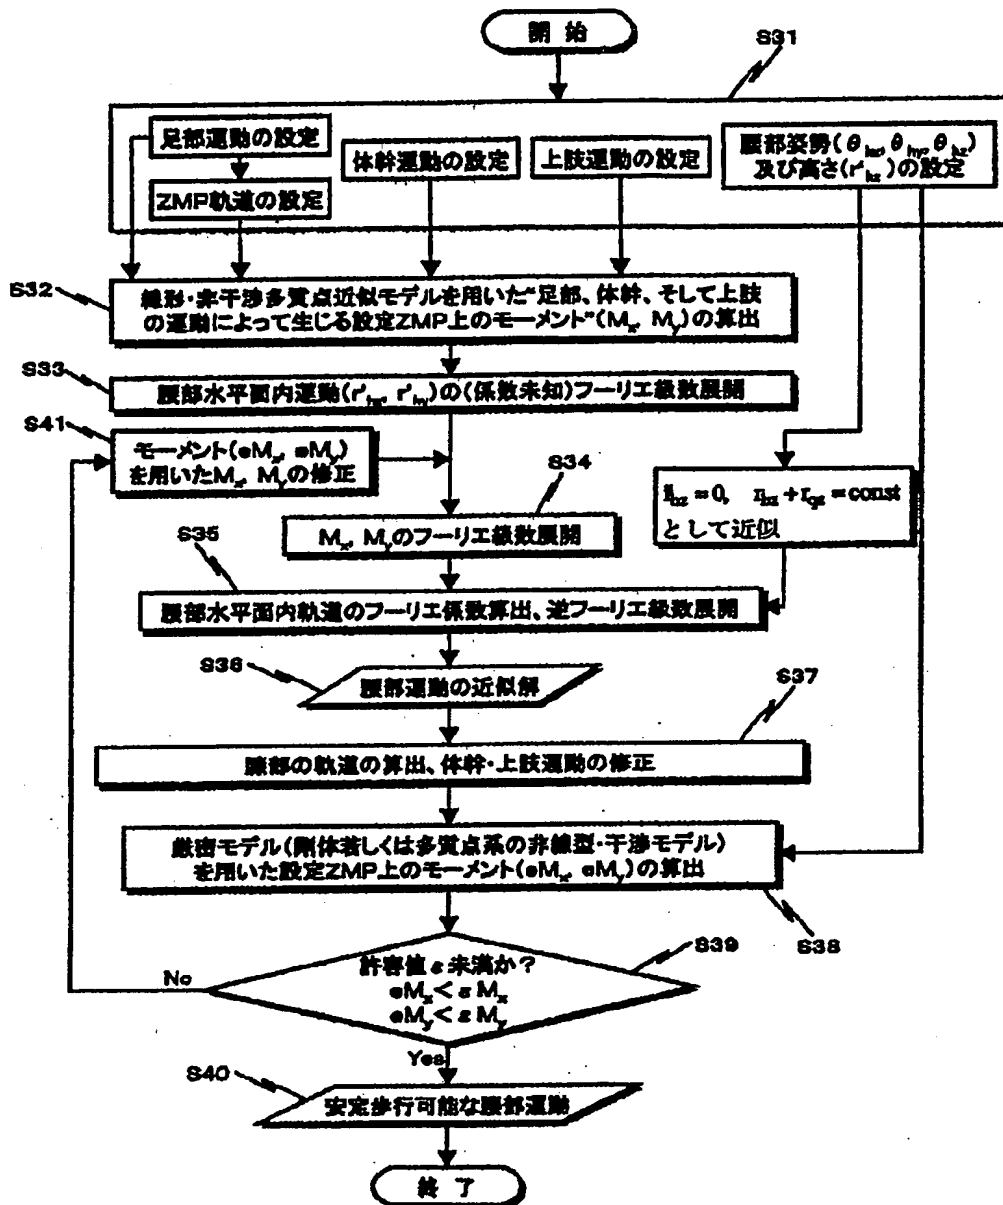 開始
S31
足部運動の設定
ZMP軌道の設定
体幹運動の設定
上肢運動の設定
腰部姿勢(θhx, θhy, θhz)
及び高さ(r'hz)の設定
S32
線形・非干渉多質点近似モデルを用いた"足部、体幹、そして上肢
の運動によって生じる設定ZMP上のモーメント"(Mx, My)の算出
S33
腰部水平面内運動(r'hx, r'hy)の(係数未知)フーリエ級数展開
S41
モーメント(eMx, eMy)
を用いたMx, Myの修正
S34
Mx, Myのフーリエ級数展開
= 0, rhz + rqz = const
として近似
S35
腰部水平面内軌道のフーリエ係数算出、逆フーリエ級数展開
S36
腰部運動の近似解
S37
腰部の軌道の算出、体幹・上肢運動の修正
厳密モデル(剛体若しくは多質点系の非線型・干渉モデル)
を用いた設定ZMP上のモーメント(eMx, eMy)の算出
S38
S39
許容値ε未満か?
eMx < ε Mx
eMy < ε My
No
Yes
S40
安定歩行可能な腰部運動
終了